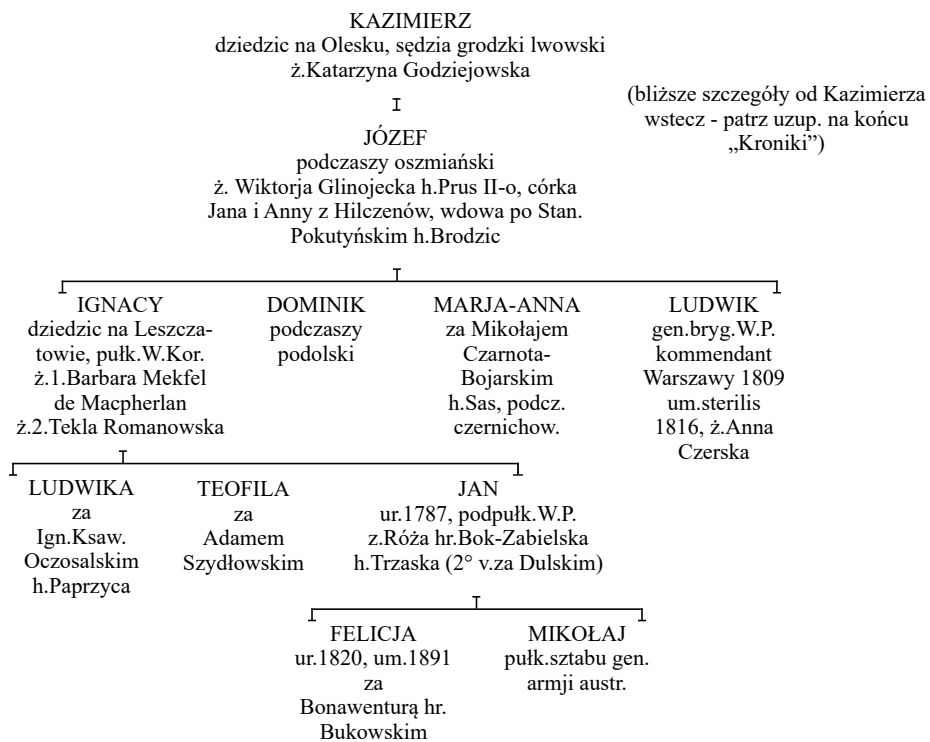 KAZIMIERZ
dziedzic na Olesku, sędzia grodzki lwowski
ż.Katarzyna Godziejowska
(bliższe szczegóły od Kazimierza
wstecz - patrz uzup. na końcu
„Kroniki”)
JÓZEF
podczaszy oszmiański
ż. Wiktorja Glinojecka h.Prus II-o, córka
Jana i Anny z Hilczenów, wdowa po Stan.
Pokutyńskim h.Brodzic
IGNACY
dziedzic na Leszcza-
towie, pułk.W.Kor.
ż.1.Barbara Mekfel
de Macpherlan
ż.2.Tekla Romanowska
DOMINIK
podczaszy
podolski
MARJA-ANNA
za Mikołajem
Czarnota-
Bojarskim
h.Sas, podcz.
czernichow.
LUDWIK
gen.bryg.W.P.
kommendant
Warszawy 1809
um.sterilis
1816, ż.Anna
Czerska
LUDWIKA
za
Ign.Ksaw.
Oczosalskim
h.Paprzyca
TEOFILA
za
Adamem
Szydłowskim
JAN
ur.1787, podpułk.W.P.
z.Róża hr.Bok-Zabielska
h.Trzaska (2° v.za Dulskim)
FELICJA
ur.1820, um.1891
za
Bonawenturą hr.
Bukowskim
MIKOŁAJ
pułk.sztabu gen.
armji austr.